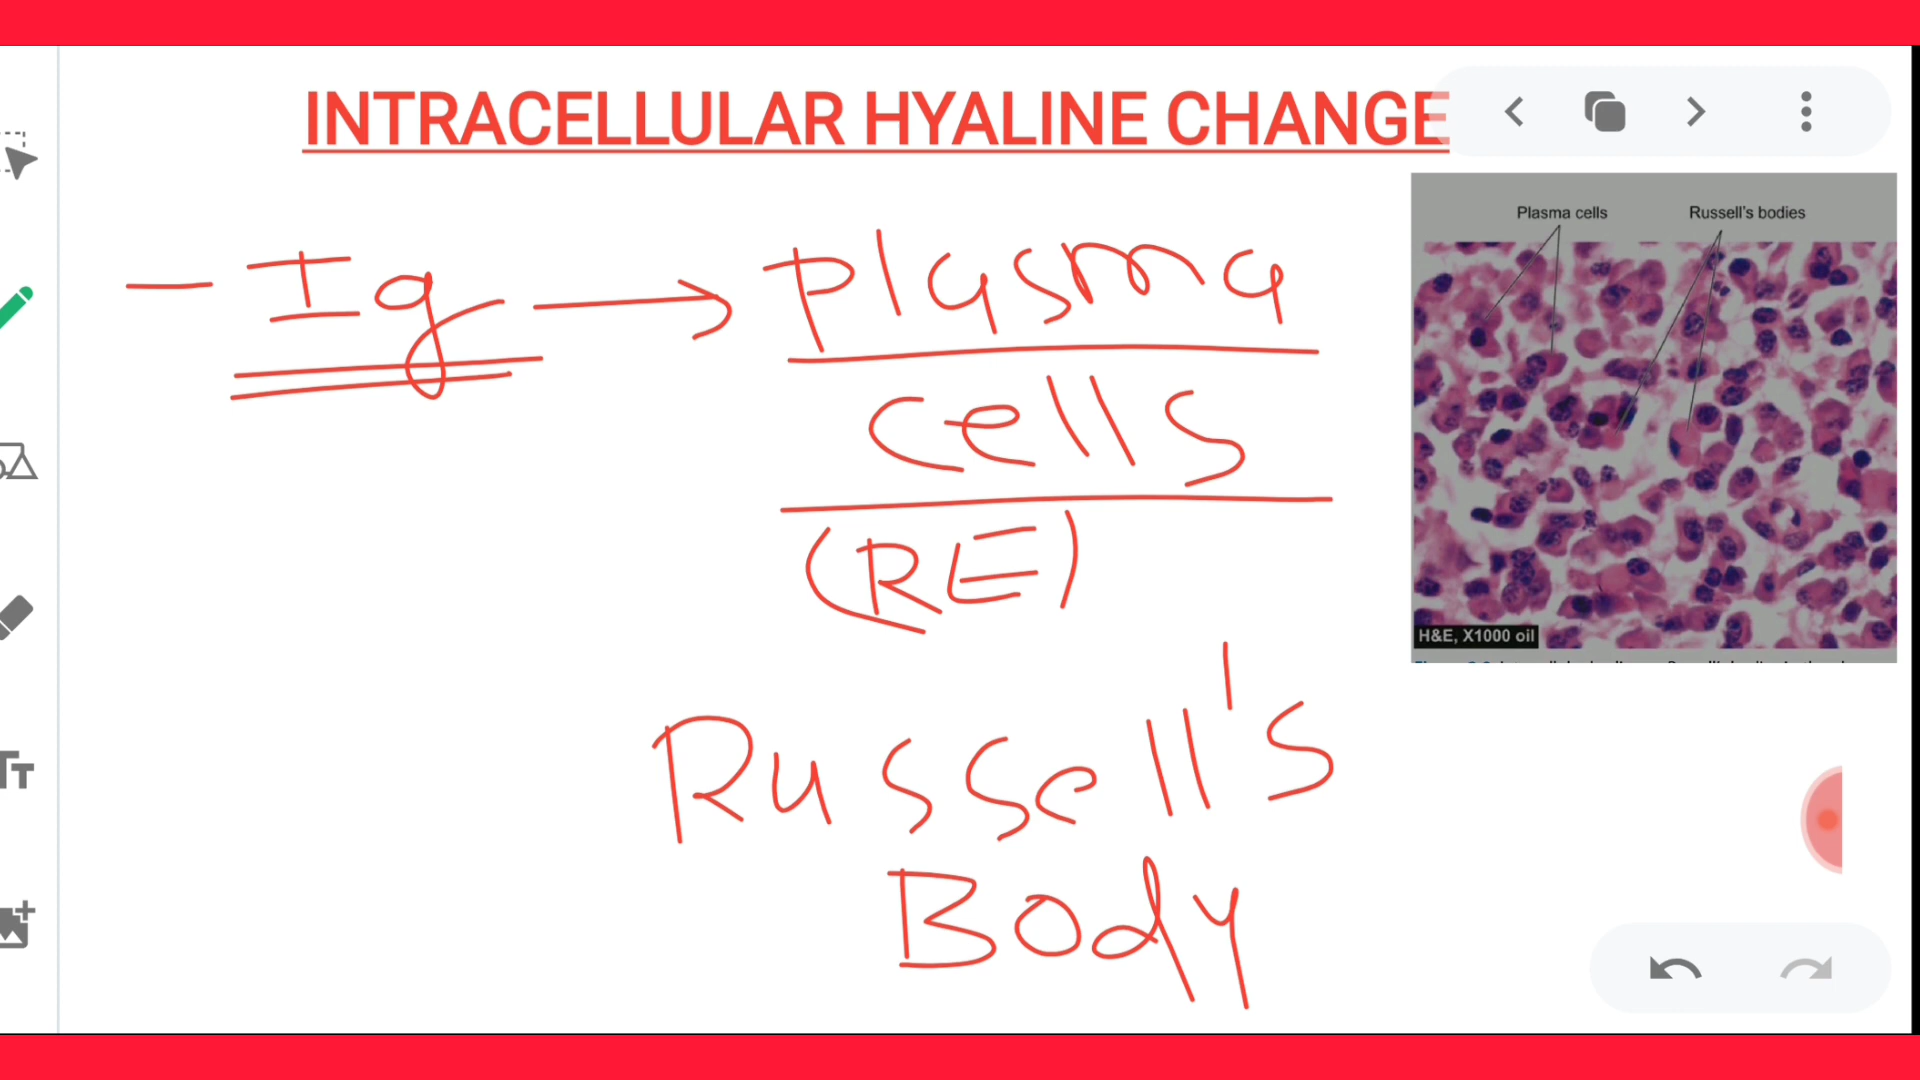 INTRACELLULAR HYALINE CHANGE
- Ig → plasma
cells
(RE)
Russell's
Body
Plasma cells Russell's bodies
H&E, X1000 oil